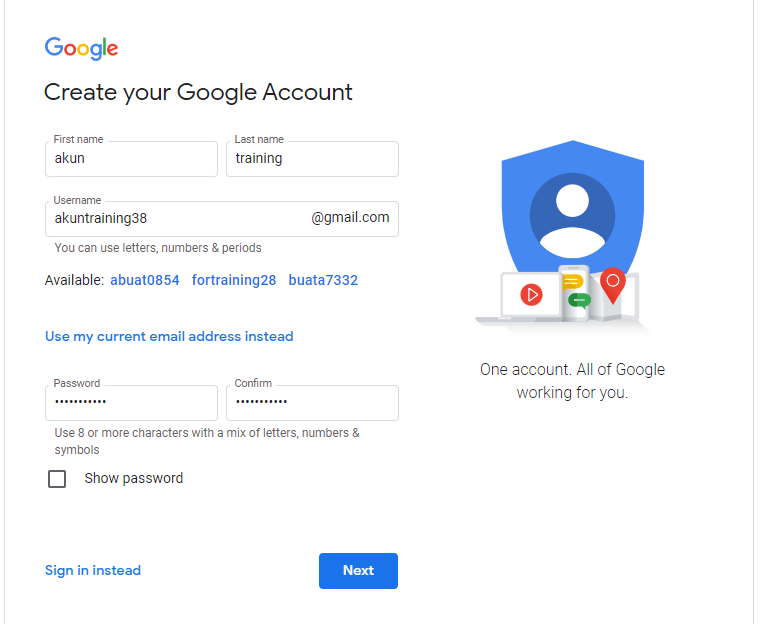 Google
Create your Google Account
First name
Last name
akun
training
Username
akuntraining38
@gmail.com
You can use letters, numbers & periods
Available: abuat0854 fortraining28 buata7332
Use my current email address instead
Password
Confirm
•••••••••••
•••••••••••
Use 8 or more characters with a mix of letters, numbers &
symbols
Show password
Sign in instead
Next
One account. All of Google
working for you.